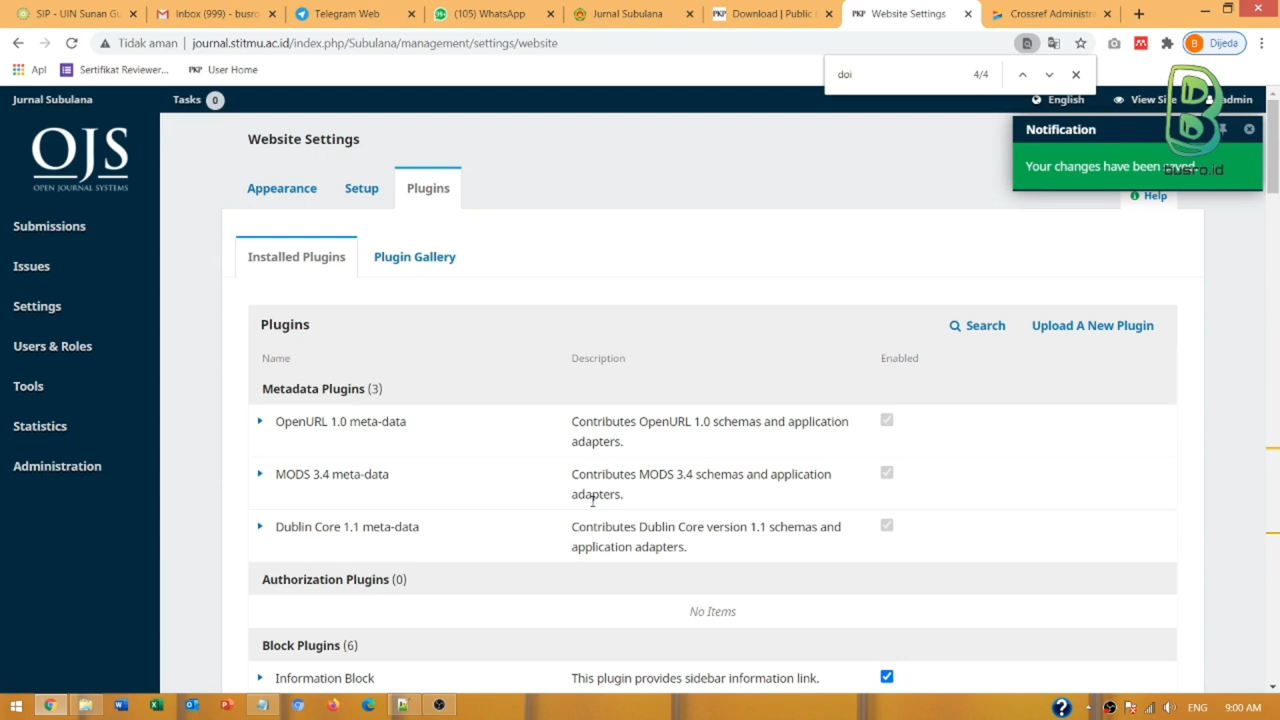 SIP - UIN Sunan Gu
Inbox (999) - busro
Telegram Web
(105) WhatsApp
Jurnal Subulana
Download | Public
Website Settings
Crossref Administra
Tidak aman | journal.stitmu.ac.id/index.php/Subulana/management/settings/website
B Dijeda
Apl
Sertifikat Reviewer...
PKP User Home
doi 4/4
Jurnal Subulana
Tasks 0
English
View Site
admin
OJS
OPEN JOURNAL SYSTEMS
Submissions
Issues
Settings
Users & Roles
Tools
Statistics
Administration
Website Settings
Notification
Your changes have been saved.
busro.id
Appearance Setup Plugins
Help
Installed Plugins Plugin Gallery
Plugins
Search Upload A New Plugin
Name Description Enabled
Metadata Plugins (3)
OpenURL 1.0 meta-data
Contributes OpenURL 1.0 schemas and application
adapters.
MODS 3.4 meta-data
Contributes MODS 3.4 schemas and application
adapters.
Dublin Core 1.1 meta-data
Contributes Dublin Core version 1.1 schemas and
application adapters.
Authorization Plugins (0)
No Items
Block Plugins (6)
Information Block
This plugin provides sidebar information link.
ENG 9:00 AM